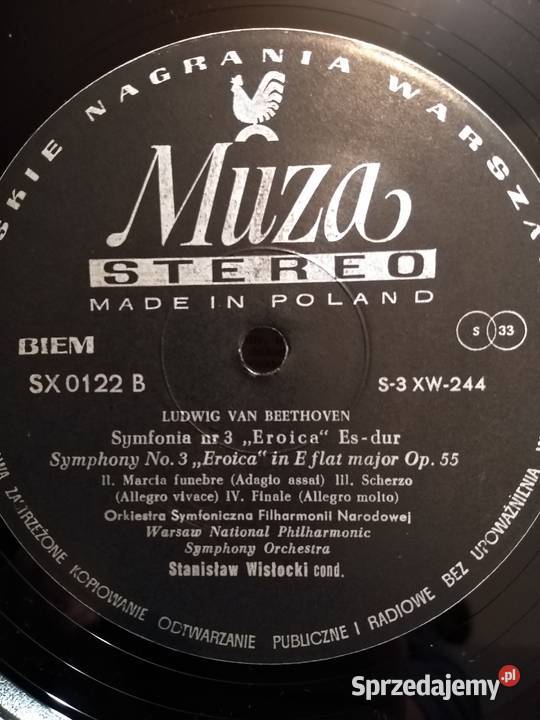 SKIE NAGRANIA WARSZA
Muza
STEREO
MADE IN POLAND
BIEM
S 33
SX 0122 B
S-3 XW-244
LUDWIG VAN BEETHOVEN
Symfonia nr 3 „Eroica" Es-dur
Symphony No. 3 „Eroica" in E flat major Op. 55
II. Marcia funebre (Adagio assai) III. Scherzo
(Allegro vivace) IV. Finale (Allegro molto)
Orkiestra Symfoniczna Filharmonii Narodowej
Warsaw National Philharmonic
Symphony Orchestra
Stanisław Wisłocki cond.
WA ZASTRZEŻONE KOPIOWANIE ODTWARZANIE PUBLICZNE I RADIOWE BEZ UPOWAŻNIENIA
Sprzedajemy.pl